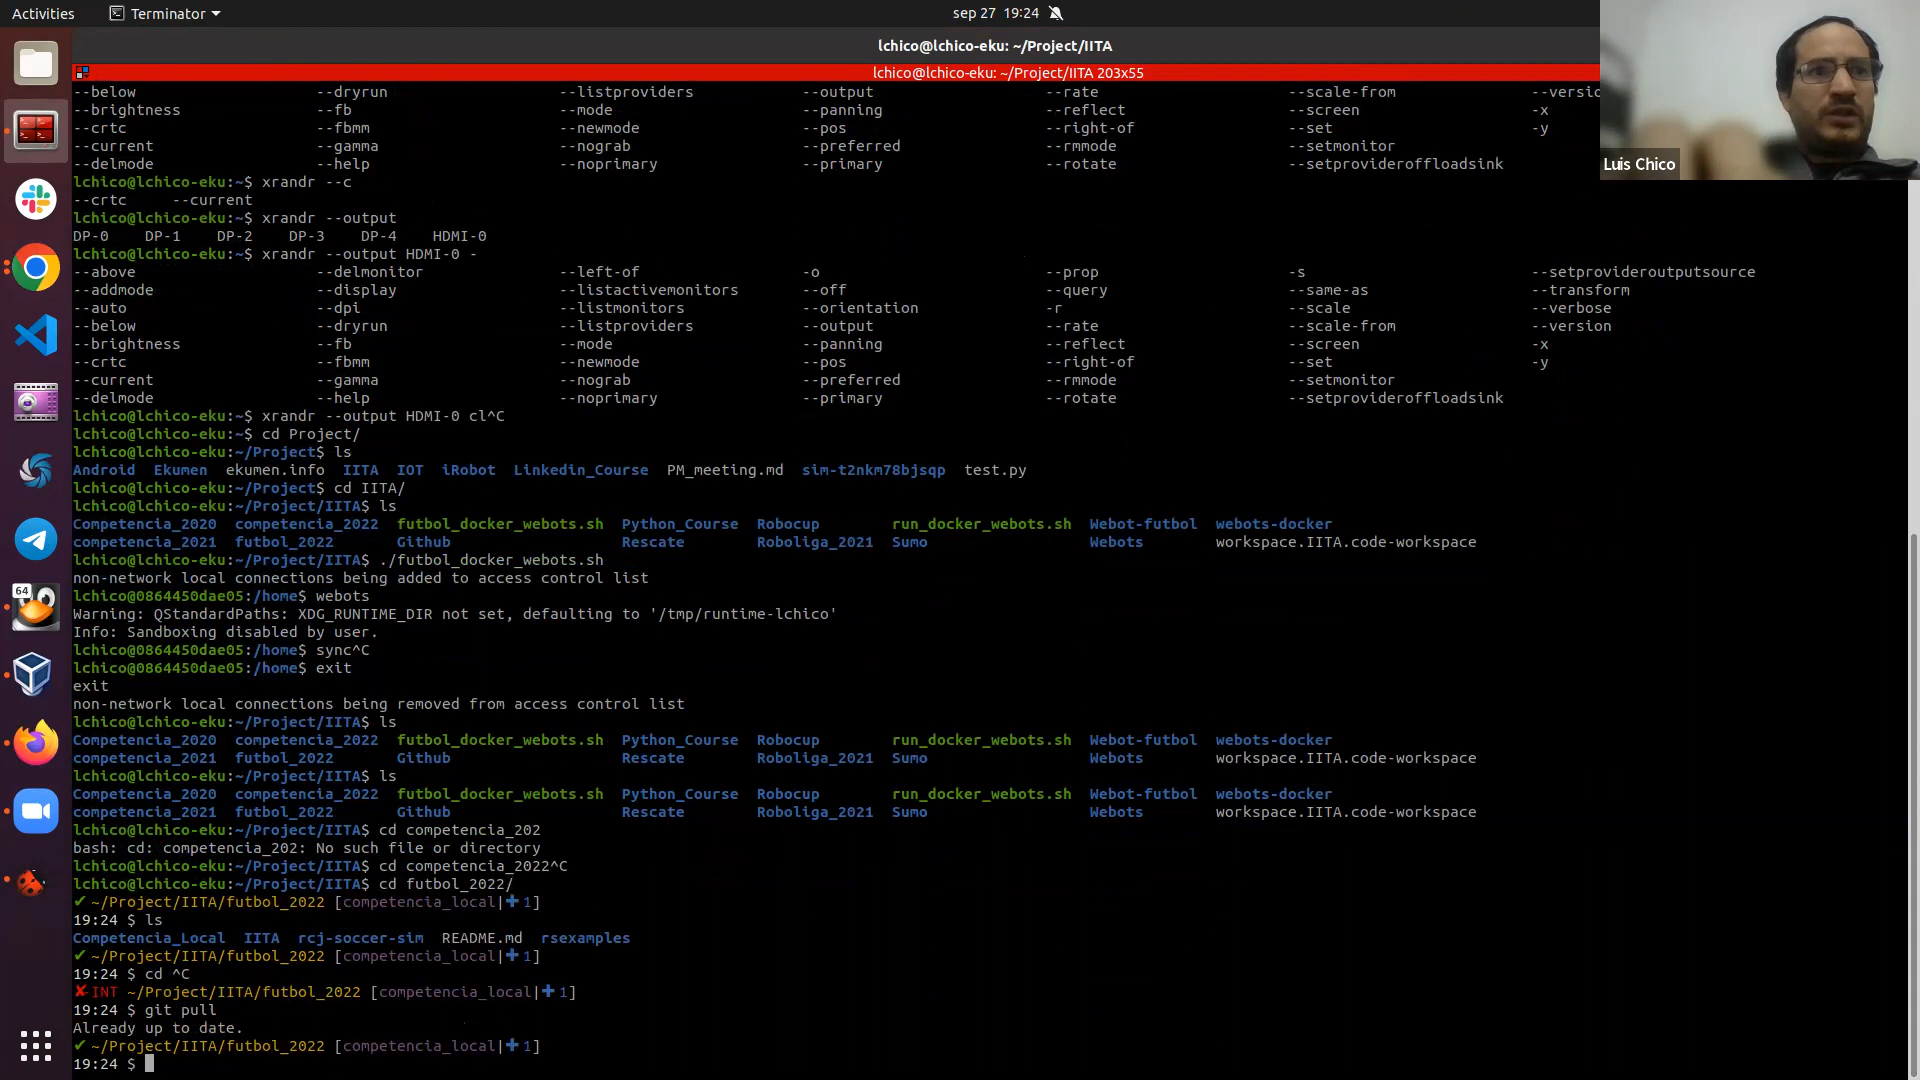 Activities
Terminator
sep 27 19:24
lchico@lchico-eku: ~/Project/IITA
lchico@lchico-eku: ~/Project/IITA 203x55
Luis Chico
64
--below --dryrun --listproviders --output --rate --scale-from --versio
--brightness --fb --mode --panning --reflect --screen -x
--crtc --fbmm --newmode --pos --right-of --set -y
--current --gamma --nograb --preferred --rmmode --setmonitor
--delmode --help --noprimary --primary --rotate --setprovideroffloadsink
lchico@lchico-eku:~$ xrandr --c
--crtc --current
lchico@lchico-eku:~$ xrandr --output
DP-0 DP-1 DP-2 DP-3 DP-4 HDMI-0
lchico@lchico-eku:~$ xrandr --output HDMI-0 -
--above --delmonitor --left-of -o --prop -s --setprovideroutputsource
--addmode --display --listactivemonitors --off --query --same-as --transform
--auto --dpi --listmonitors --orientation -r --scale --verbose
--below --dryrun --listproviders --output --rate --scale-from --version
--brightness --fb --mode --panning --reflect --screen -x
--crtc --fbmm --newmode --pos --right-of --set -y
--current --gamma --nograb --preferred --rmmode --setmonitor
--delmode --help --noprimary --primary --rotate --setprovideroffloadsink
lchico@lchico-eku:~$ xrandr --output HDMI-0 cl^C
lchico@lchico-eku:~$ cd Project/
lchico@lchico-eku:~/Project$ ls
Android Ekumen ekumen.info IITA IOT iRobot Linkedin_Course PM_meeting.md sim-t2nkm78bjsqp test.py
lchico@lchico-eku:~/Project$ cd IITA/
lchico@lchico-eku:~/Project/IITA$ ls
Competencia_2020 competencia_2022 futbol_docker_webots.sh Python_Course Robocup run_docker_webots.sh Webot-futbol webots-docker
competencia_2021 futbol_2022 Github Rescate Roboliga_2021 Sumo Webots workspace.IITA.code-workspace
lchico@lchico-eku:~/Project/IITA$ ./futbol_docker_webots.sh
non-network local connections being added to access control list
lchico@0864450dae05:/home$ webots
Warning: QStandardPaths: XDG_RUNTIME_DIR not set, defaulting to '/tmp/runtime-lchico'
Info: Sandboxing disabled by user.
lchico@0864450dae05:/home$ sync^C
lchico@0864450dae05:/home$ exit
exit
non-network local connections being removed from access control list
lchico@lchico-eku:~/Project/IITA$ ls
Competencia_2020 competencia_2022 futbol_docker_webots.sh Python_Course Robocup run_docker_webots.sh Webot-futbol webots-docker
competencia_2021 futbol_2022 Github Rescate Roboliga_2021 Sumo Webots workspace.IITA.code-workspace
lchico@lchico-eku:~/Project/IITA$ ls
Competencia_2020 competencia_2022 futbol_docker_webots.sh Python_Course Robocup run_docker_webots.sh Webot-futbol webots-docker
competencia_2021 futbol_2022 Github Rescate Roboliga_2021 Sumo Webots workspace.IITA.code-workspace
lchico@lchico-eku:~/Project/IITA$ cd competencia_202
bash: cd: competencia_202: No such file or directory
lchico@lchico-eku:~/Project/IITA$ cd competencia_2022^C
lchico@lchico-eku:~/Project/IITA$ cd futbol_2022/
✔ ~/Project/IITA/futbol_2022 [competencia_local|✚ 1]
19:24 $ ls
Competencia_Local IITA rcj-soccer-sim README.md rsexamples
✔ ~/Project/IITA/futbol_2022 [competencia_local|✚ 1]
19:24 $ cd ^C
✘-INT ~/Project/IITA/futbol_2022 [competencia_local|✚ 1]
19:24 $ git pull
Already up to date.
✔ ~/Project/IITA/futbol_2022 [competencia_local|✚ 1]
19:24 $